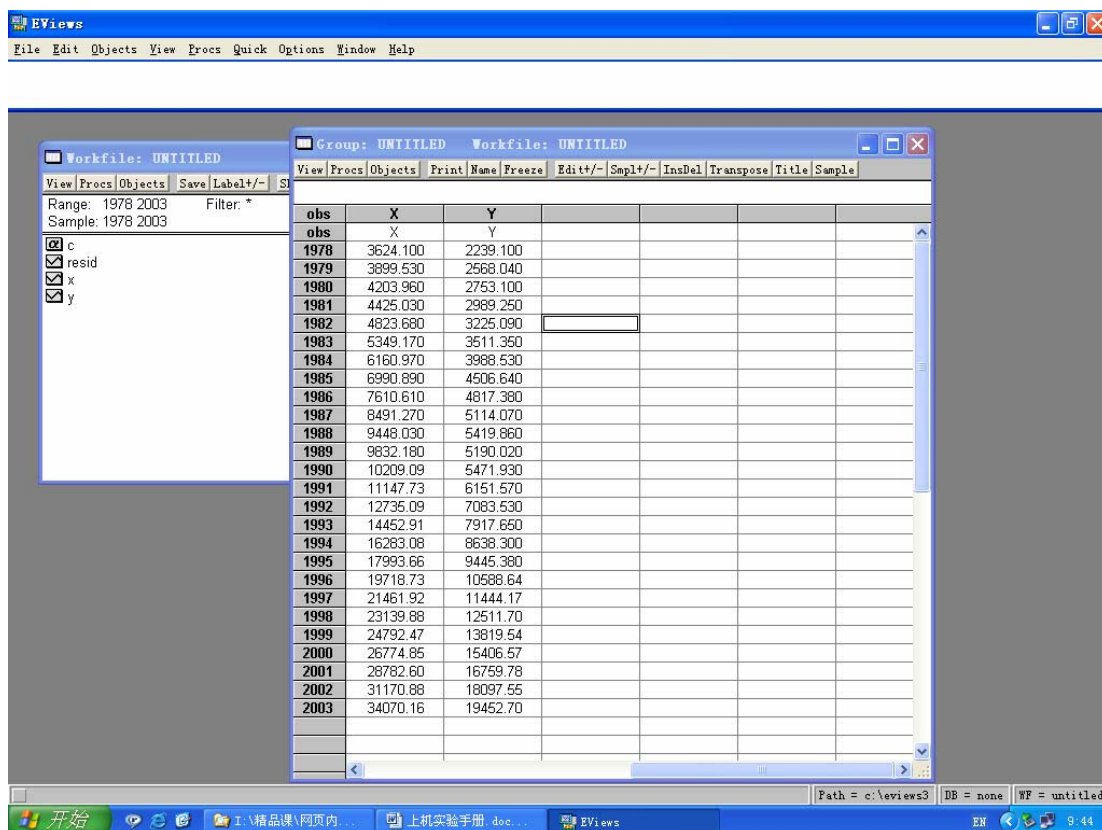 EViews
File Edit Objects View Procs Quick Options Window Help
Workfile: UNTITLED
View Procs Objects Save Label+/-
Range: 1978 2003 Filter: *
Sample: 1978 2003
c
resid
x
y
Group: UNTITLED Workfile: UNTITLED
View Procs Objects Print Name Freeze Edit+/- Smpl+/- InsDel Transpose Title Sample
obs X Y
obs X Y
1978 3624.100 2239.100
1979 3899.530 2568.040
1980 4203.960 2753.100
1981 4425.030 2989.250
1982 4823.680 3225.090
1983 5349.170 3511.350
1984 6160.970 3988.530
1985 6990.890 4506.640
1986 7610.610 4817.380
1987 8491.270 5114.070
1988 9448.030 5419.860
1989 9832.180 5190.020
1990 10209.09 5471.930
1991 11147.73 6151.570
1992 12735.09 7083.530
1993 14452.91 7917.650
1994 16283.08 8638.300
1995 17993.66 9445.380
1996 19718.73 10588.64
1997 21461.92 11444.17
1998 23139.88 12511.70
1999 24792.47 13819.54
2000 26774.85 15406.57
2001 28782.60 16759.78
2002 31170.88 18097.55
2003 34070.16 19452.70
Path = c:\eviews3 DB = none WF = untitled
开始 I:\精品课\网页内... 上机实验手册.doc... EViews EN 9:44